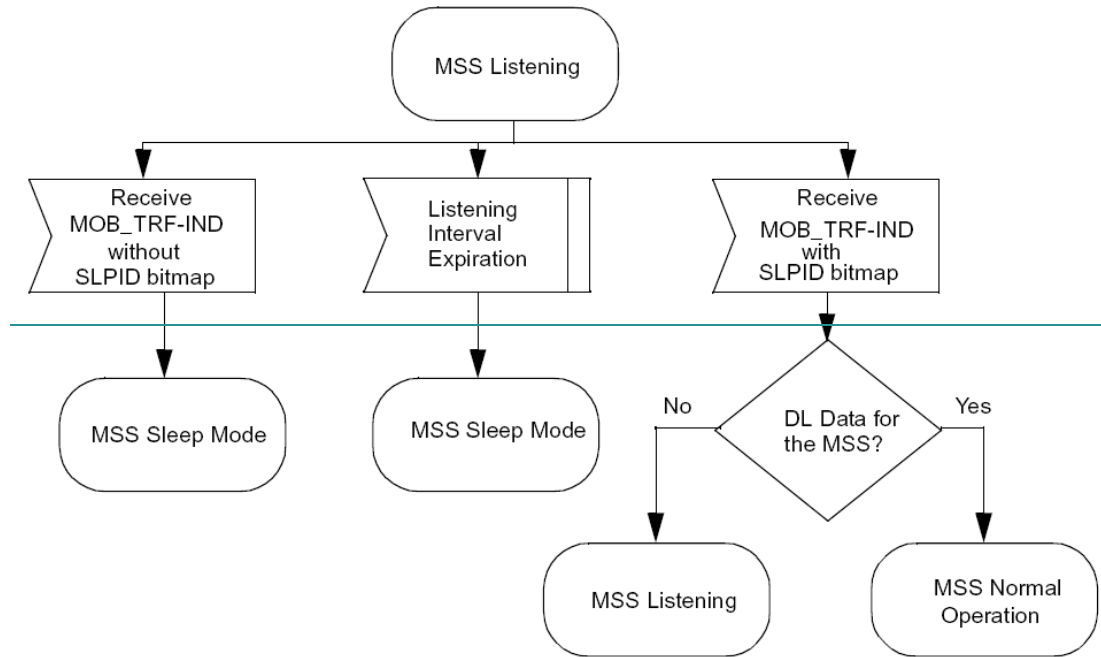 MSS Listening
Receive
MOB_TRF-IND
without
SLPID bitmap
Listening
Interval
Expiration
Receive
MOB_TRF-IND
with
SLPID bitmap
MSS Sleep Mode
MSS Sleep Mode
No
DL Data for
the MSS?
Yes
MSS Listening
MSS Normal
Operation